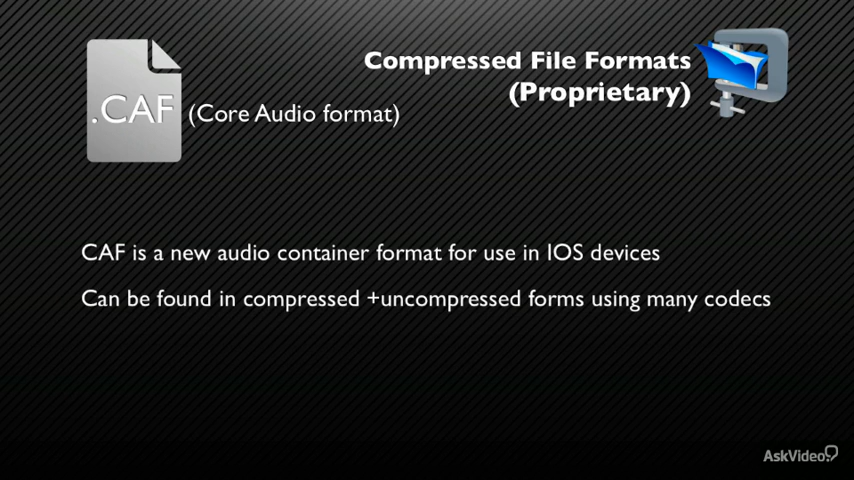 Compressed File Formats
(Proprietary)
.CAF (Core Audio format)
CAF is a new audio container format for use in IOS devices
Can be found in compressed +uncompressed forms using many codecs
AskVideo